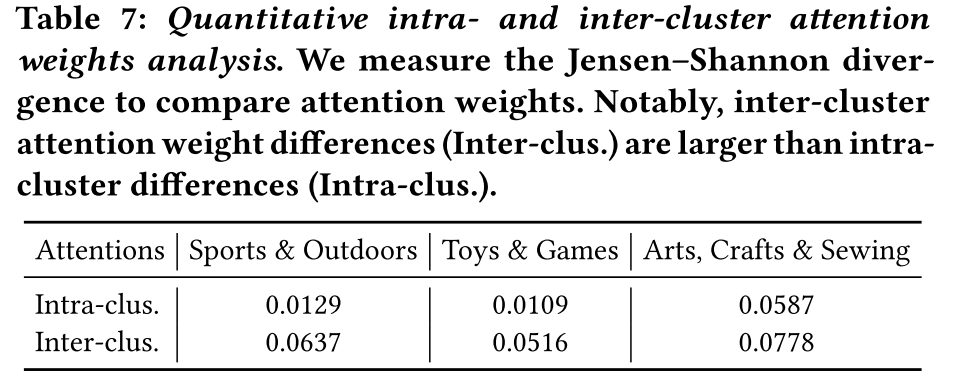 Table 7: Quantitative intra- and inter-cluster attention
weights analysis. We measure the Jensen–Shannon diver-
gence to compare attention weights. Notably, inter-cluster
attention weight differences (Inter-clus.) are larger than intra-
cluster differences (Intra-clus.).
Attentions Sports & Outdoors Toys & Games Arts, Crafts & Sewing
Intra-clus. 0.0129 0.0109 0.0587
Inter-clus. 0.0637 0.0516 0.0778